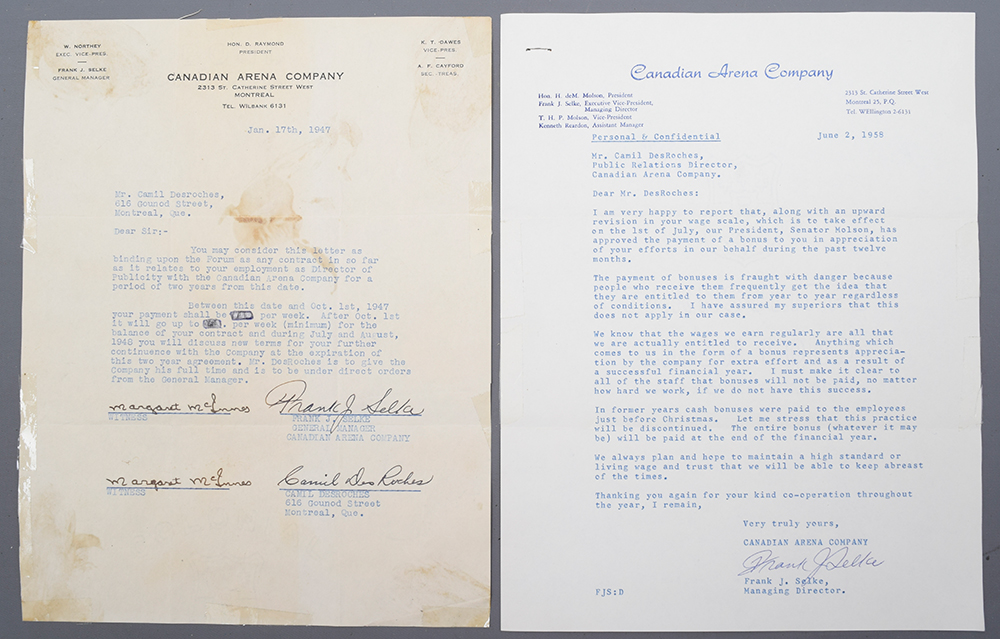 W. NORTHEY
EXEC. VICE-PRES.
FRANK J. SELKE
GENERAL MANAGER
HON. D. RAYMOND
PRESIDENT
K. T. DAWES
VICE-PRES.
A. F. CAYFORD
SEC.-TREAS.
CANADIAN ARENA COMPANY
2313 ST. CATHERINE STREET WEST
MONTREAL
TEL. WILBANK 6131
Jan. 17th, 1947
Mr. Camil Desroches,
616 Gounod Street,
Montreal, Que.
Dear Sir:-
You may consider this letter as
binding upon the Forum as any contract in so far
as it relates to your employment as Director of
Publicity with the Canadian Arena Company for a
period of two years from this date.
Between this date and Oct. 1st, 1947
your payment shall be per week. After Oct. 1st
it will go up to . per week (minimum) for the
balance of your contract and during July and August,
1948 you will discuss new terms for your further
continuance with the Company at the expiration of
this two year agreement. Mr. DesRoches is to give the
Company his full time and is to be under direct orders
from the General Manager.
Margaret McInnes Frank J. Selke
WITNESS FRANK J. SELKE
GENERAL MANAGER
CANADIAN ARENA COMPANY
Margaret McInnes Camil DesRoches
WITNESS CAMIL DESROCHES
616 Gounod Street
Montreal, Que.
Canadian Arena Company
Hon. H. deM. Molson, President
Frank J. Selke, Executive Vice-President,
Managing Director
T. H. P. Molson, Vice-President
Kenneth Reardon, Assistant Manager
2313 St. Catherine Street West
Montreal 25, P.Q.
Tel. WEllington 2-6131
Personal & Confidential June 2, 1958
Mr. Camil DesRoches,
Public Relations Director,
Canadian Arena Company.
Dear Mr. DesRoches:
I am very happy to report that, along with an upward
revision in your wage scale, which is to take effect
on the 1st of July, our President, Senator Molson, has
approved the payment of a bonus to you in appreciation
of your efforts in our behalf during the past twelve
months.
The payment of bonuses is fraught with danger because
people who receive them frequently get the idea that
they are entitled to them from year to year regardless
of conditions. I have assured my superiors that this
does not apply in our case.
We know that the wages we earn regularly are all that
we are actually entitled to receive. Anything which
comes to us in the form of a bonus represents apprecia-
tion by the company for extra effort and as a result of
a successful financial year. I must make it clear to
all of the staff that bonuses will not be paid, no matter
how hard we work, if we do not have this success.
In former years cash bonuses were paid to the employees
just before Christmas. Let me stress that this practice
will be discontinued. The entire bonus (whatever it may
be) will be paid at the end of the financial year.
We always plan and hope to maintain a high standard or
living wage and trust that we will be able to keep abreast
of the times.
Thanking you again for your kind co-operation throughout
the year, I remain,
Very truly yours,
CANADIAN ARENA COMPANY
Frank J Selke
Frank J. Selke,
FJS:D Managing Director.